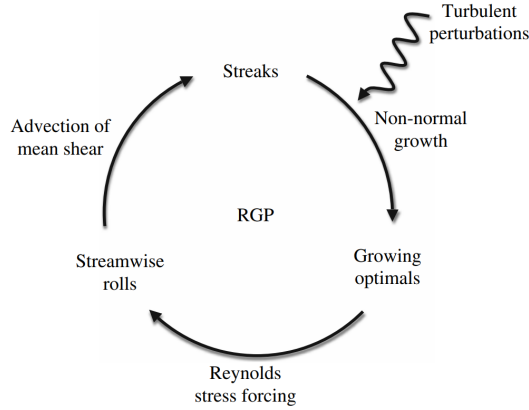 Turbulent
perturbations
Streaks
Non-normal
growth
Advection of
mean shear
RGP
Growing
optimals
Streamwise
rolls
Reynolds
stress forcing